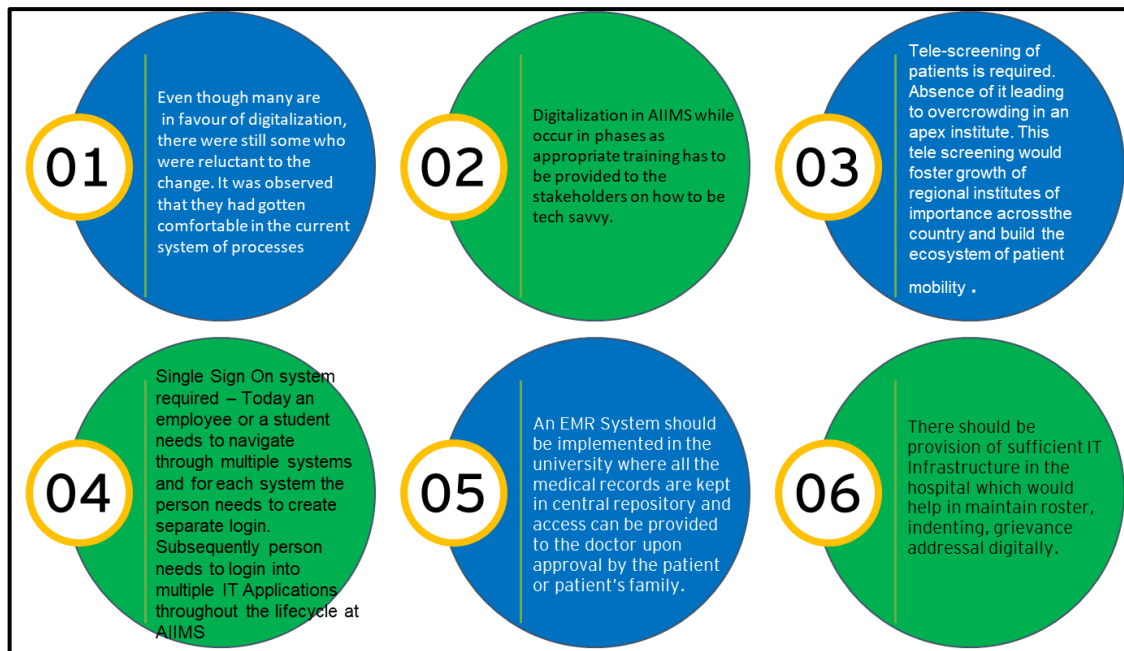 01
Even though many are
in favour of digitalization,
there were still some who
were reluctant to the
change. It was observed
that they had gotten
comfortable in the current
system of processes
02
Digitalization in AIIMS while
occur in phases as
appropriate training has to
be provided to the
stakeholders on how to be
tech savvy.
03
Tele-screening of
patients is required.
Absence of it leading
to overcrowding in an
apex institute. This
tele screening would
foster growth of
regional institutes of
importance acrossthe
country and build the
ecosystem of patient
mobility .
04
Single Sign On system
required – Today an
employee or a student
needs to navigate
through multiple systems
and for each system the
person needs to create
separate login.
Subsequently person
needs to login into
multiple IT Applications
throughout the lifecycle at
AIIMS
05
An EMR System should
be implemented in the
university where all the
medical records are kept
in central repository and
access can be provided
to the doctor upon
approval by the patient
or patient's family.
06
There should be
provision of sufficient IT
Infrastructure in the
hospital which would
help in maintain roster,
indenting, grievance
addressal digitally.